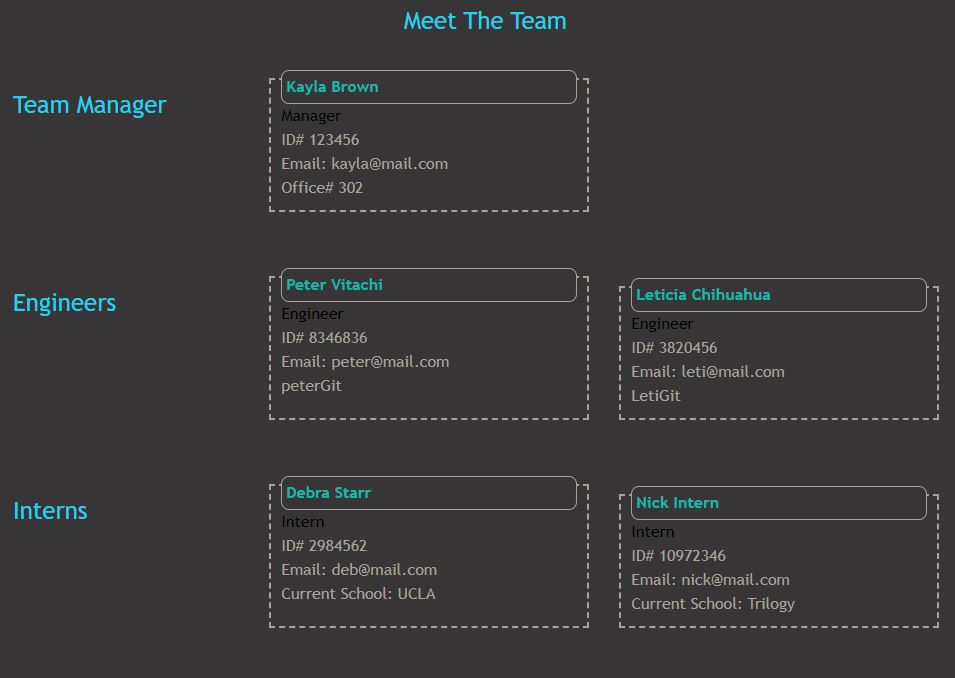 Meet The Team
Team Manager
Kayla Brown
Manager
ID# 123456
Email: kayla@mail.com
Office# 302
Engineers
Peter Vitachi
Engineer
ID# 8346836
Email: peter@mail.com
peterGit
Leticia Chihuahua
Engineer
ID# 3820456
Email: leti@mail.com
LetiGit
Interns
Debra Starr
Intern
ID# 2984562
Email: deb@mail.com
Current School: UCLA
Nick Intern
Intern
ID# 10972346
Email: nick@mail.com
Current School: Trilogy